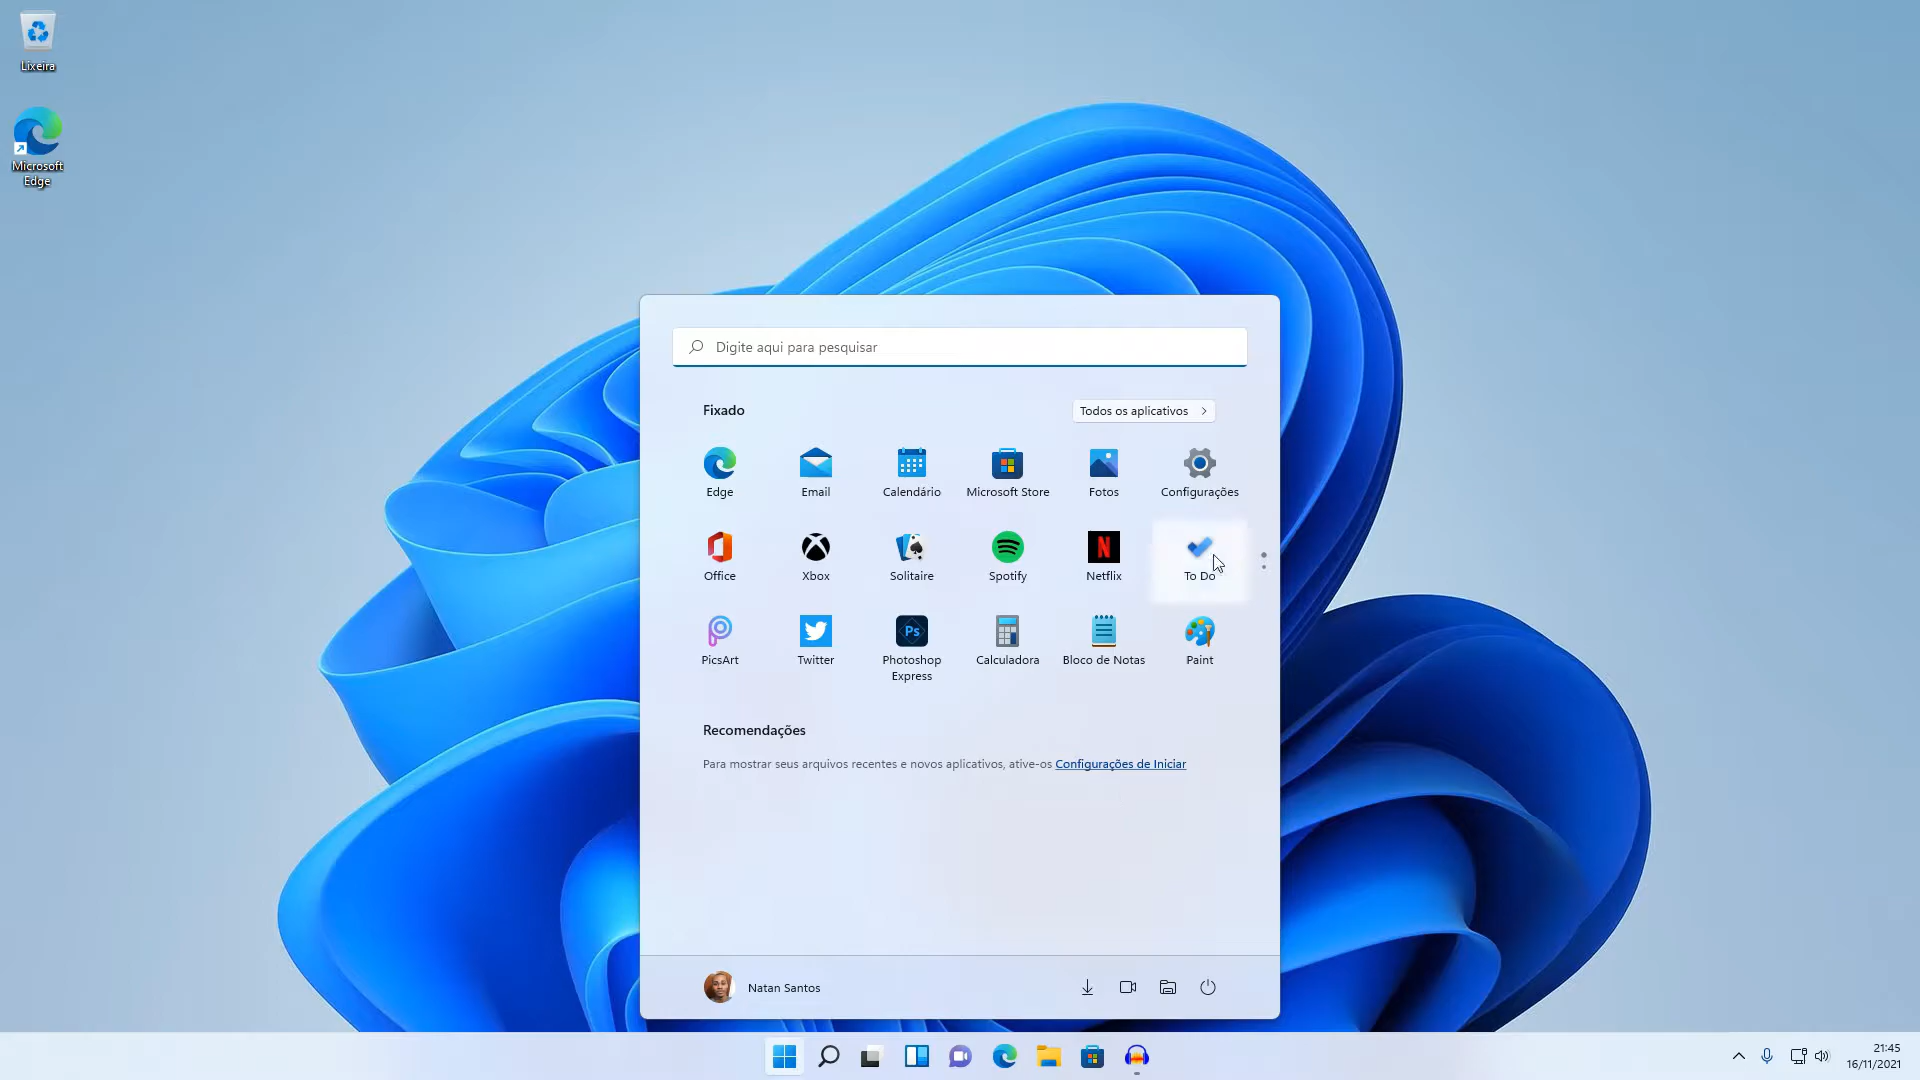 Lixeira
Microsoft
Edge
Digite aqui para pesquisar
Fixado
Todos os aplicativos
Edge
Email
Calendário
Microsoft Store
Fotos
Configurações
Office
Xbox
Solitaire
Spotify
N
Netflix
To Do
PicsArt
Twitter
Ps
Photoshop
Express
Calculadora
Bloco de Notas
Paint
Recomendações
Para mostrar seus arquivos recentes e novos aplicativos, ative-os Configurações de Iniciar
Natan Santos
21:45
16/11/2021